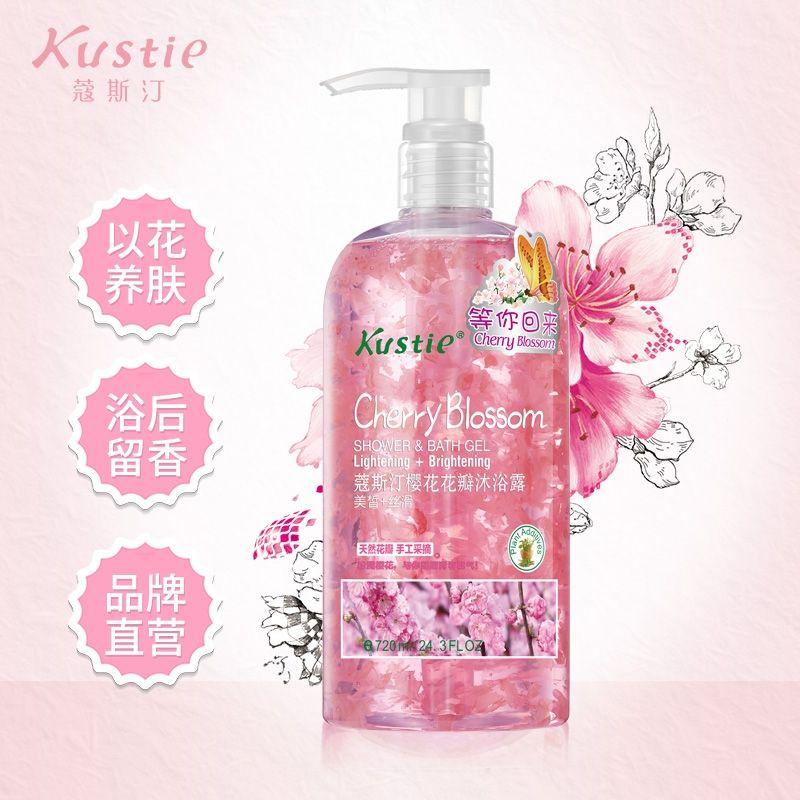 Kustie
蔻斯汀
以花
养肤
浴后
留香
品牌
直营
等你回来
Cherry Blossom
Kustie®
Cherry Blossom
SHOWER & BATH GEL
Lightening + Brightening
蔻斯汀樱花花瓣沐浴露
美皙+丝滑
天然花瓣 手工采摘
Plant Additives
℮720ml/24.3FLOZ